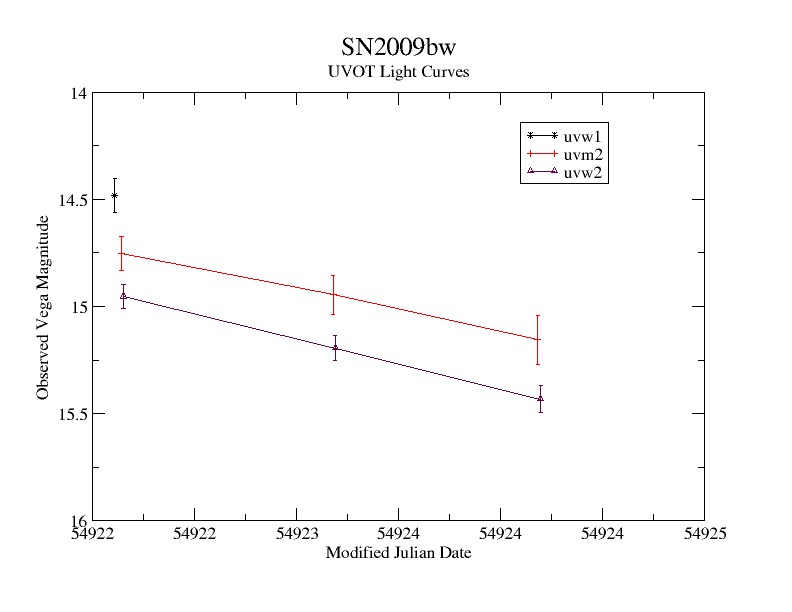 SN2009bw
UVOT Light Curves
14
14.5
15
15.5
16
Observed Vega Magnitude
uvw1
uvm2
uvw2
54922 54922 54923 54924 54924 54924 54925
Modified Julian Date